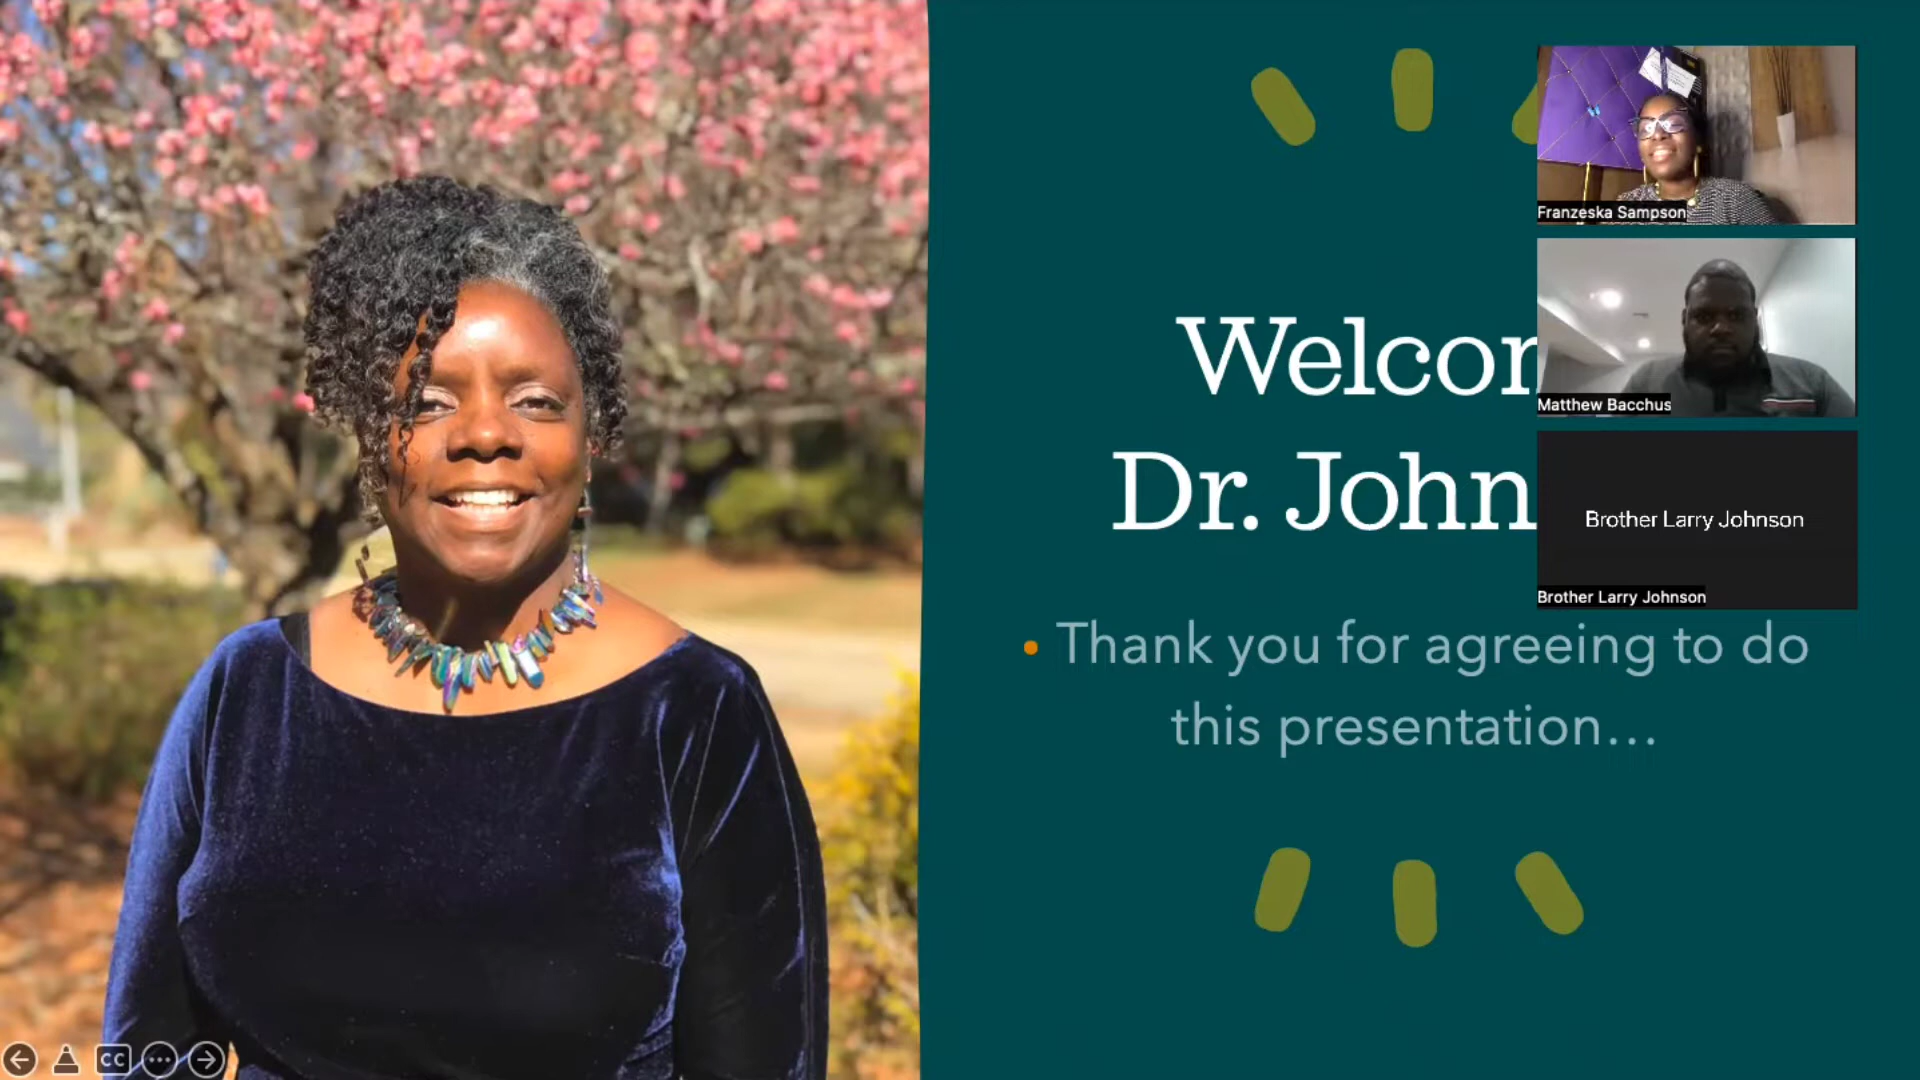 Welcom
Dr. John
Thank you for agreeing to do
this presentation...
Franzeska Sampson
Matthew Bacchus
Brother Larry Johnson
Brother Larry Johnson
CC